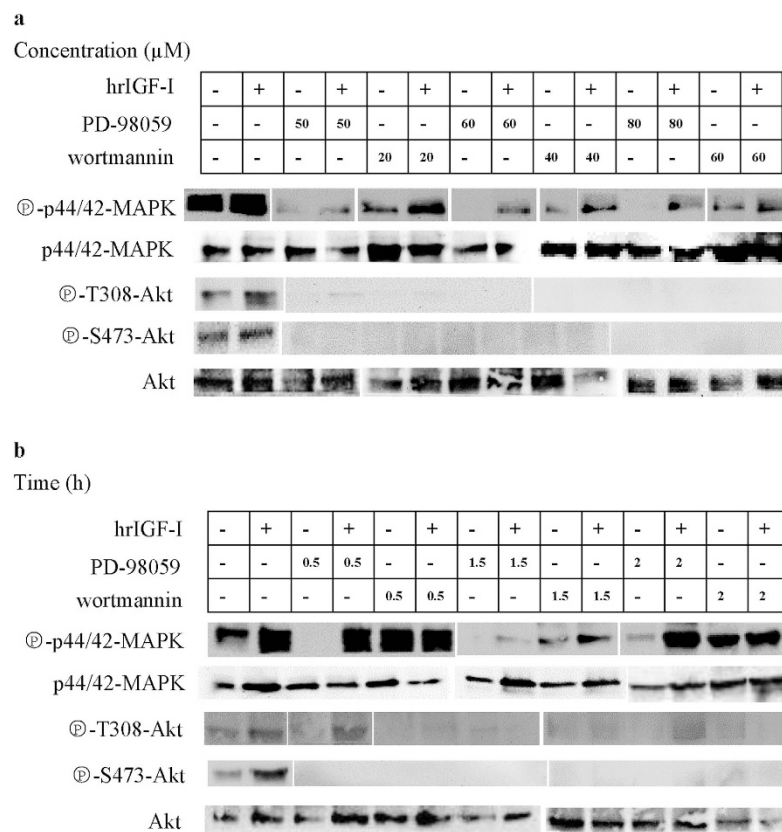 a
Concentration (µM)
hrIGF-I - + - + - + - + - + - + - +
PD-98059 - - 50 50 - - 60 60 - - 80 80 - -
wortmannin - - - - 20 20 - - 40 40 - - 60 60
Ⓟ-p44/42-MAPK
p44/42-MAPK
Ⓟ-T308-Akt
Ⓟ-S473-Akt
Akt
b
Time (h)
hrIGF-I - + - + - + - + - + - + - +
PD-98059 - - 0.5 0.5 - - 1.5 1.5 - - 2 2 - -
wortmannin - - - - 0.5 0.5 - - 1.5 1.5 - - 2 2
Ⓟ-p44/42-MAPK
p44/42-MAPK
Ⓟ-T308-Akt
Ⓟ-S473-Akt
Akt